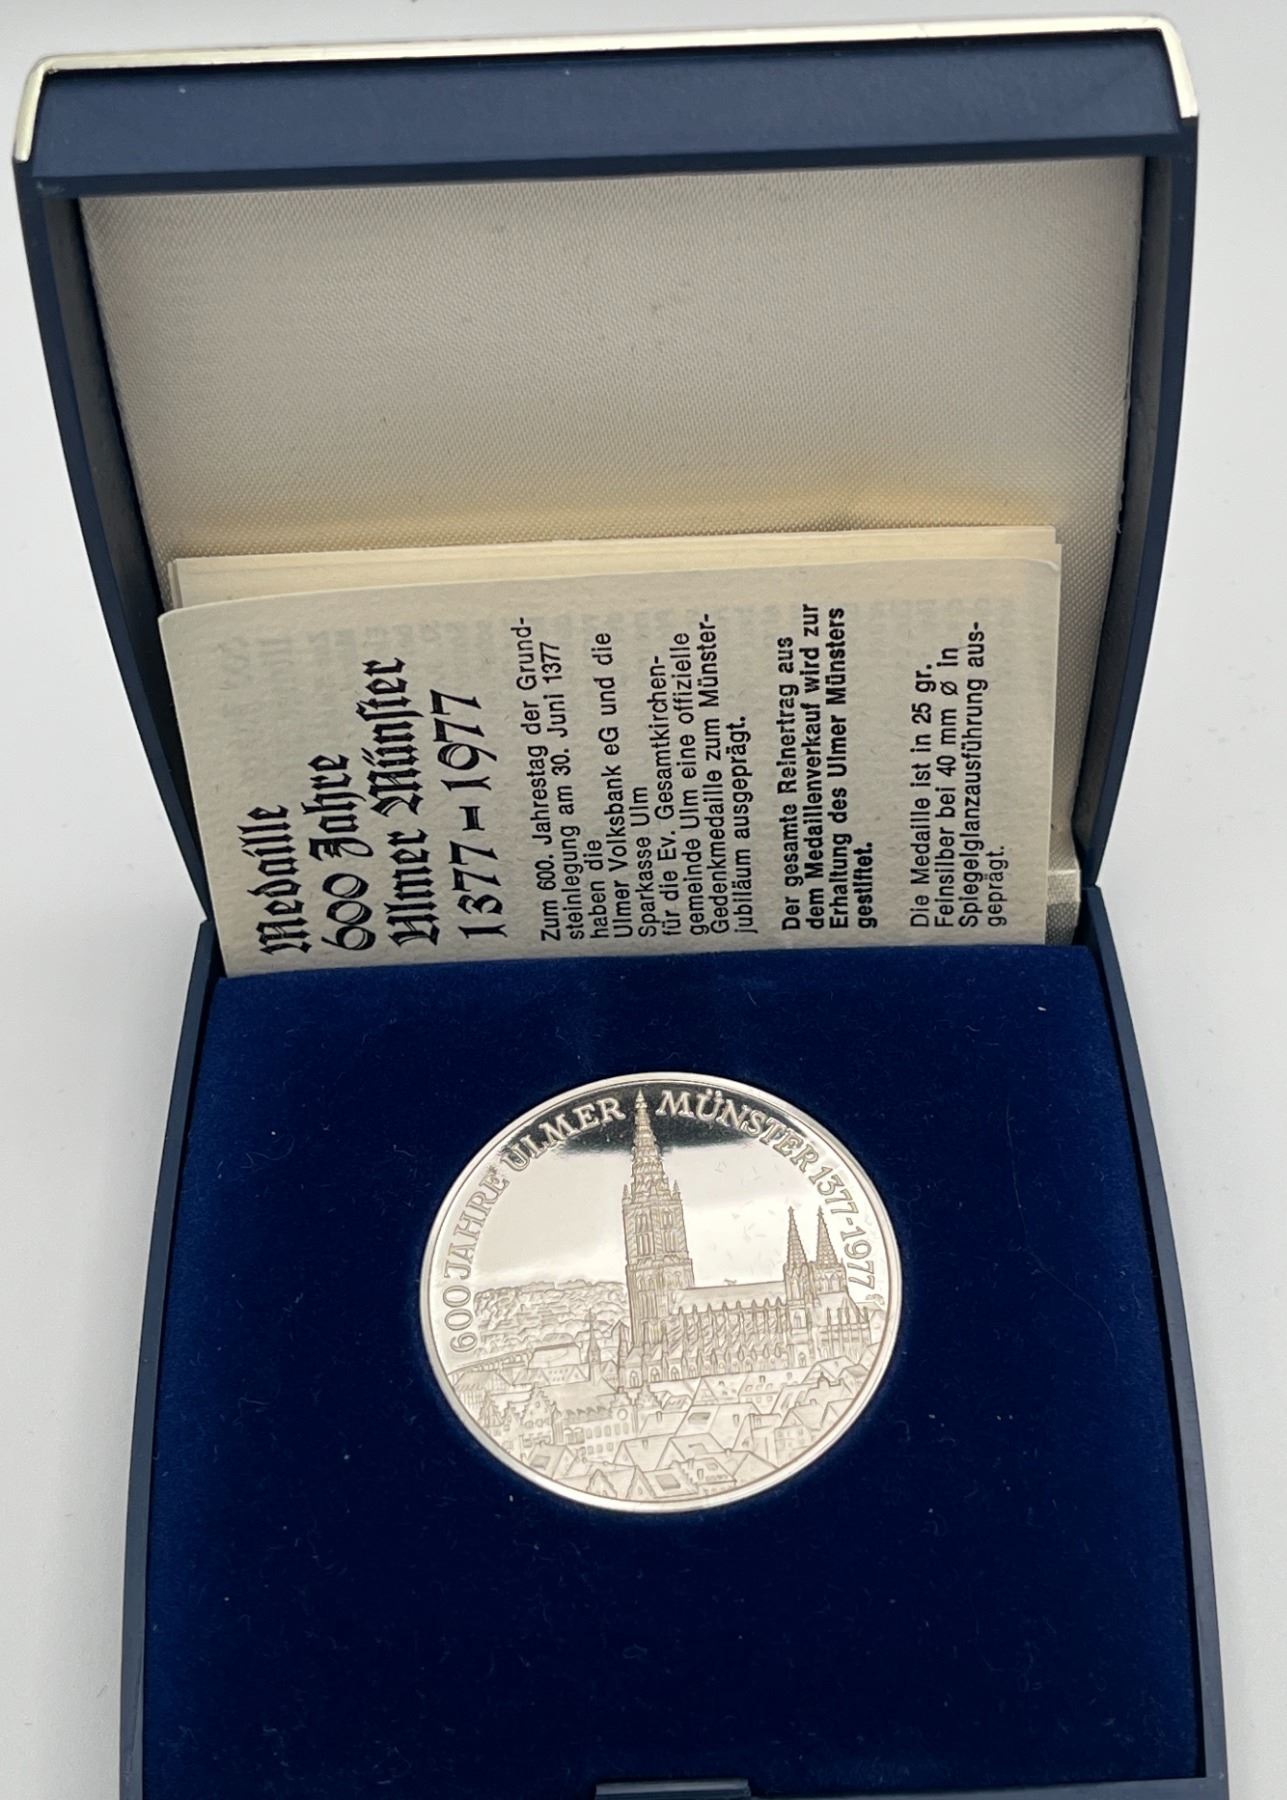 Medaille
600 Jahre
Ulmer Münster
1377-1977
Zum 600. Jahrestag der Grund-
steinlegung am 30. Juni 1377
haben die
Ulmer Volksbank eG und die
Sparkasse Ulm
für die Ev. Gesamtkirchen-
gemeinde Ulm eine offizielle
Gedenkmedaille zum Münster-
jubiläum ausgeprägt.
Der gesamte Reinertrag aus
dem Medaillenverkauf wird zur
Erhaltung des Ulmer Münsters
gestiftet.
Die Medaille ist in 25 gr.
Feinsilber bei 40 mm ø in
Spiegelglanzausführung aus-
geprägt.
600 JAHRE ULMER MÜNSTER 1377-1977